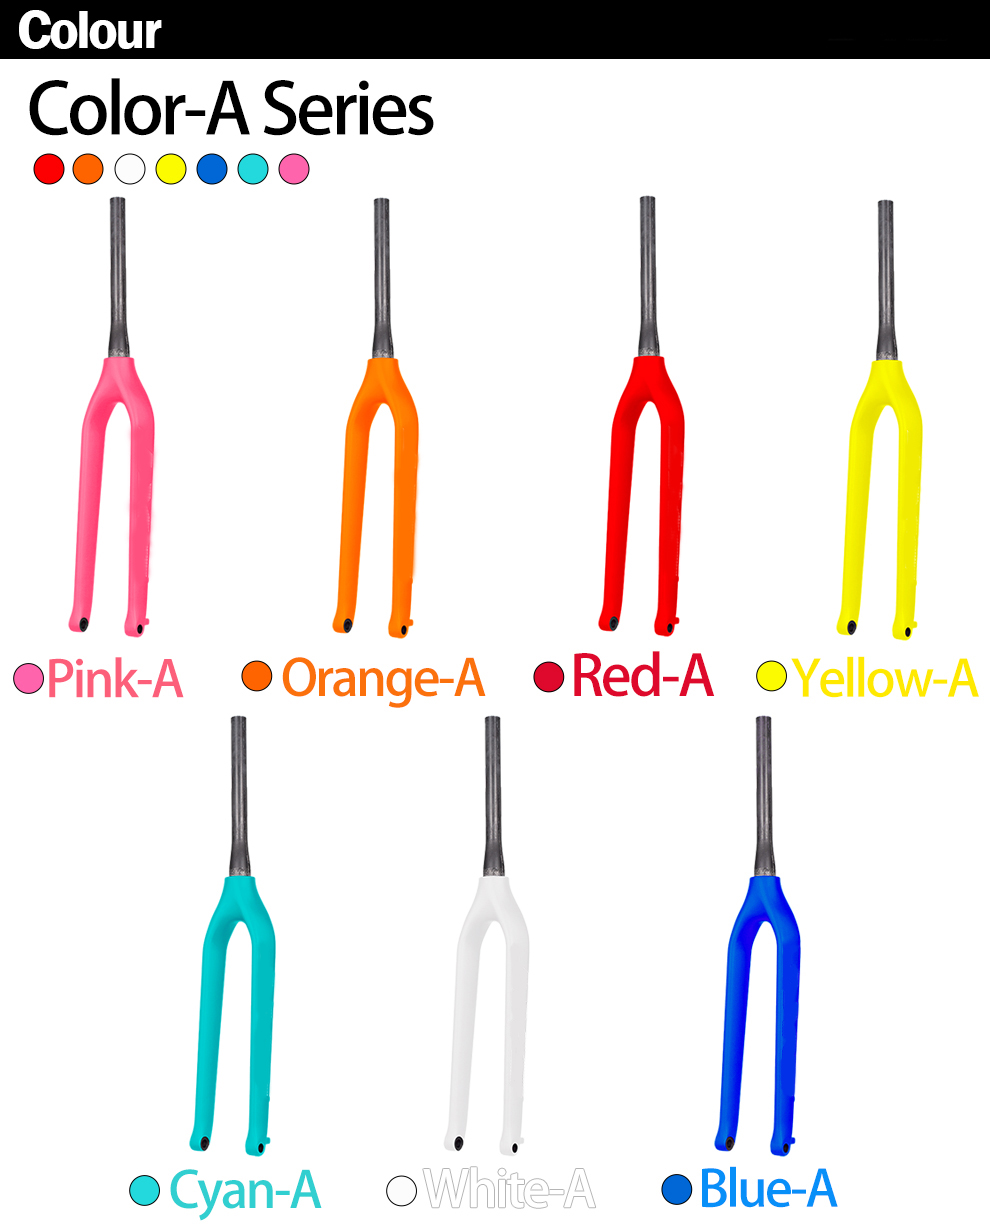 Colour
Color-A Series
Pink-A
Orange-A
Red-A
Yellow-A
Cyan-A
White-A
Blue-A